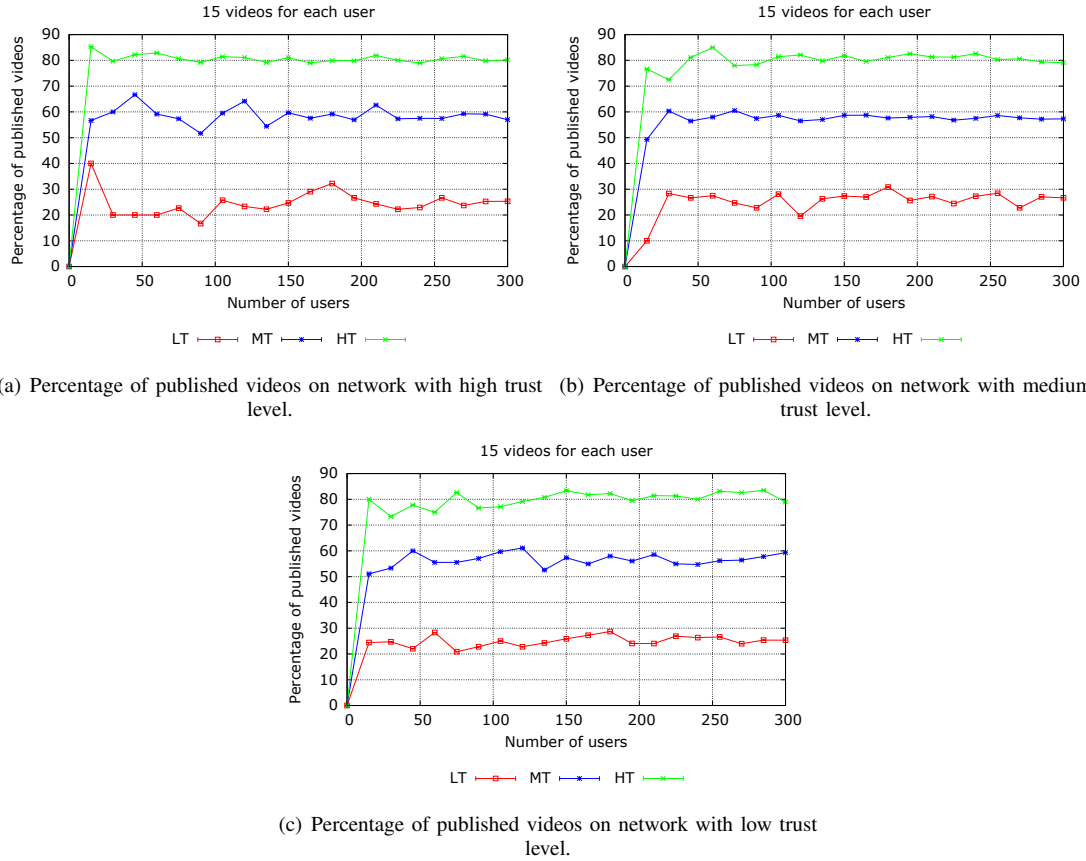 15 videos for each user
90
80
70
60
50
40
30
20
10
0
Percentage of published videos
0 50 100 150 200 250 300
Number of users
LT MT HT
(a) Percentage of published videos on network with high trust
level.
15 videos for each user
90
80
70
60
50
40
30
20
10
0
Percentage of published videos
0 50 100 150 200 250 300
Number of users
LT MT HT
(b) Percentage of published videos on network with medium
trust level.
15 videos for each user
90
80
70
60
50
40
30
20
10
0
Percentage of published videos
0 50 100 150 200 250 300
Number of users
LT MT HT
(c) Percentage of published videos on network with low trust
level.